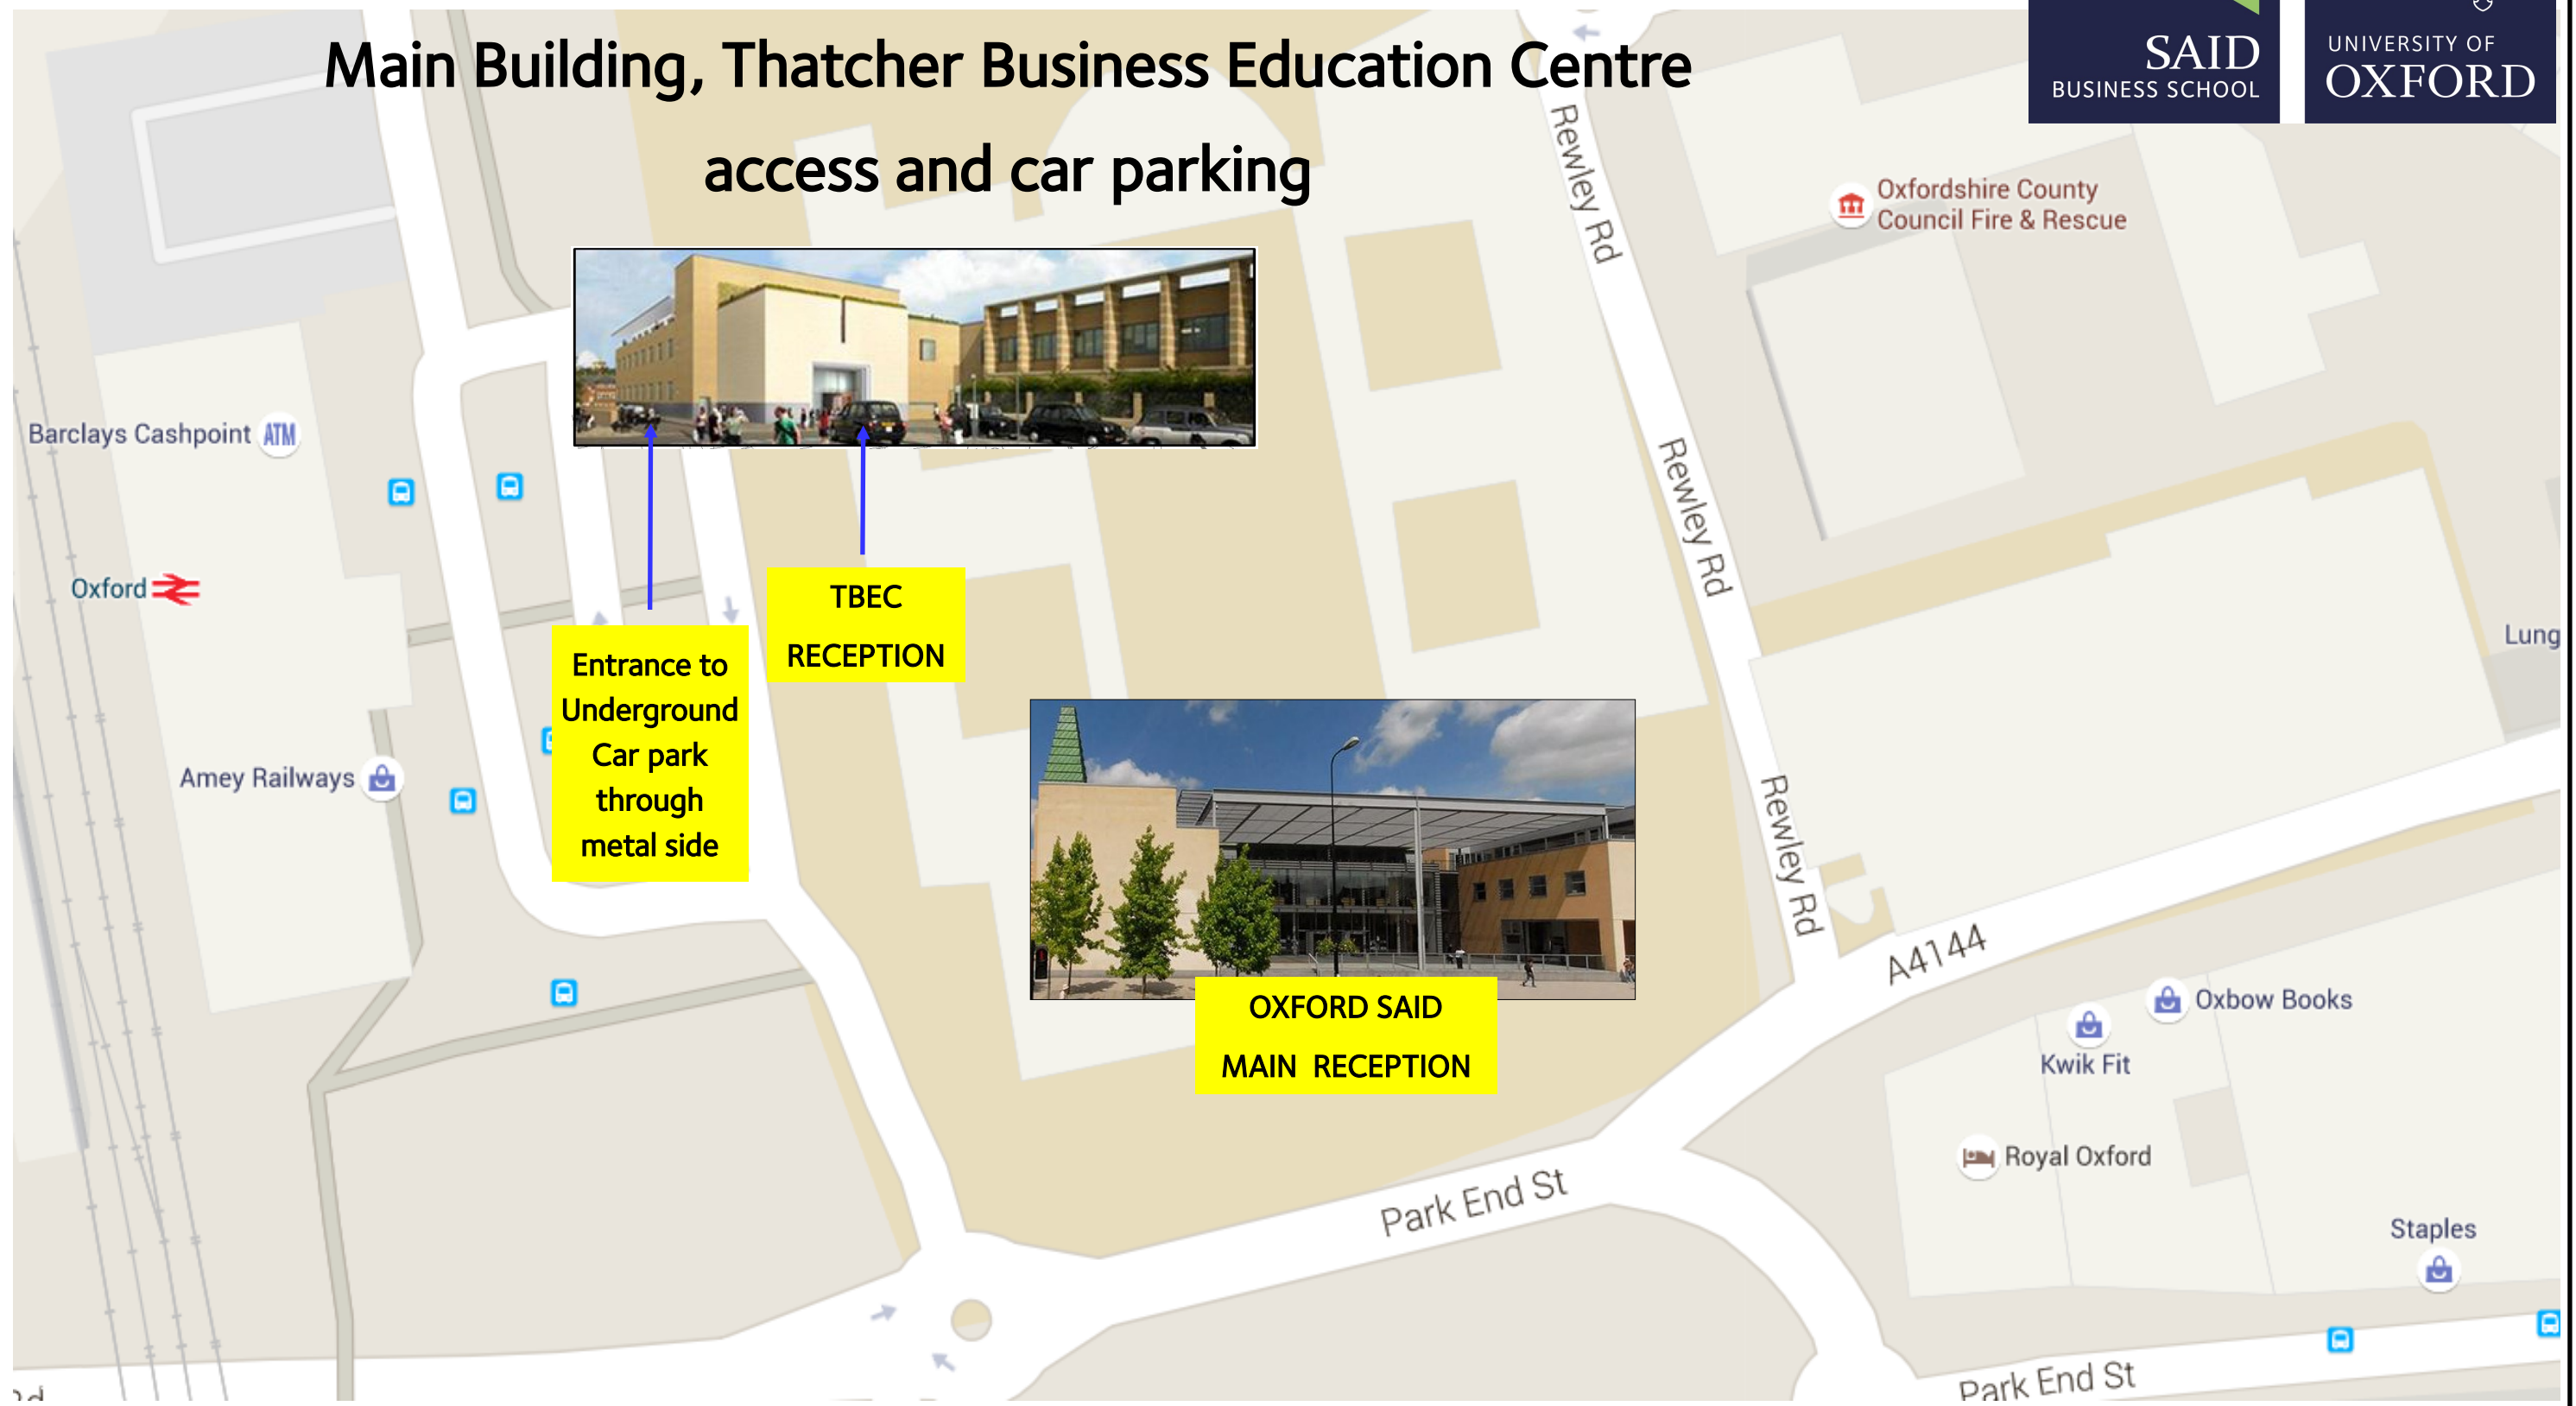 Main Building, Thatcher Business Education Centre
access and car parking
SAID
BUSINESS SCHOOL
UNIVERSITY OF
OXFORD
Rewley Rd
Oxfordshire County
Council Fire & Rescue
Barclays Cashpoint ATM
Rewley Rd
Oxford
TBEC
RECEPTION
Entrance to
Underground
Car park
through
metal side
Lung
Amey Railways
Rewley Rd
A4144
OXFORD SAID
MAIN RECEPTION
Oxbow Books
Kwik Fit
Royal Oxford
Park End St
Staples
Park End St